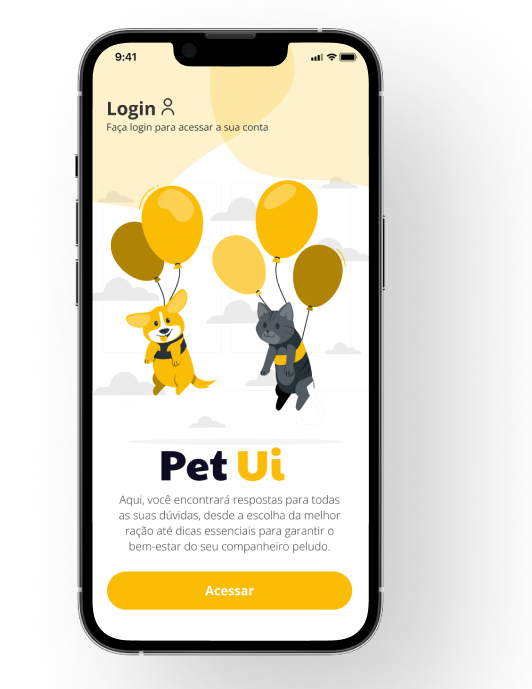 9:41
Login
Faça login para acessar a sua conta
Pet Ui
Aqui, você encontrará respostas para todas
as suas dúvidas, desde a escolha da melhor
ração até dicas essenciais para garantir o
bem-estar do seu companheiro peludo.
Acessar